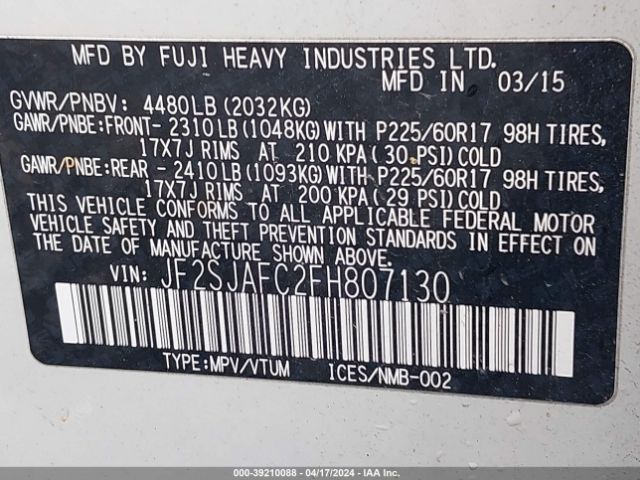 MFD BY FUJI HEAVY INDUSTRIES LTD.
MFD IN 03/15
GVWR/PNBV: 4480LB(2032KG)
GAWR/PNBE:FRONT- 2310LB(1048KG)WITH P225/60R17 98H TIRES,
17X7J RIMS AT 210 KPA(30 PSI)COLD
GAWR/PNBE:REAR - 2410LB(1093KG)WITH P225/60R17 98H TIRES,
17X7J RIMS AT 200 KPA(29 PSI)COLD
THIS VEHICLE CONFORMS TO ALL APPLICABLE FEDERAL MOTOR
VEHICLE SAFETY AND THEFT PREVENTION STANDARDS IN EFFECT ON
THE DATE OF MANUFACTURE SHOWN ABOVE.
VIN: JF2SJAFC2FH807130
TYPE:MPV/VTUM ICES/NMB-002
000-39210088 - 04/17/2024 - IAA Inc.